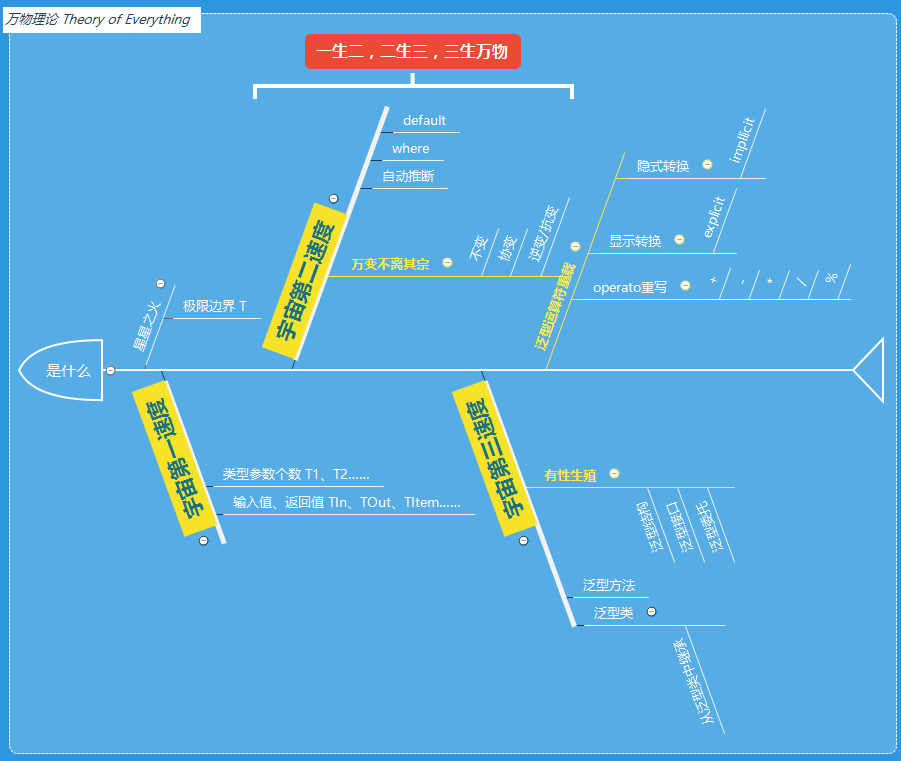 万物理论 Theory of Everything
一生二，二生三，三生万物
是什么
星星之火
极限边界 T
宇宙第二速度
default
where
自动推断
万变不离其宗
不变
协变
逆变/抗变
泛型运算符重载
隐式转换
impllicit
显示转换
explicit
operato重写
+
-
*
/
%
宇宙第一速度
类型参数个数 T1、T2......
输入值、返回值 TIn、TOut、TItem......
宇宙第三速度
有性生殖
泛型结构
泛型接口
泛型委托
泛型方法
泛型类
从泛型类中继承